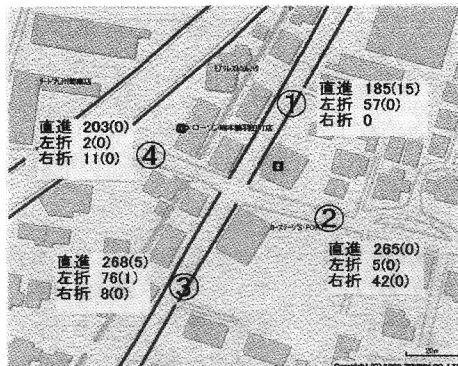 ①
直進 185(15)
左折 57(0)
右折 0
直進 203(0)
左折 2(0)
右折 11(0)
④
②
直進 265(0)
左折 5(0)
右折 42(0)
直進 268(5)
左折 76(1)
右折 8(0)
③
20m